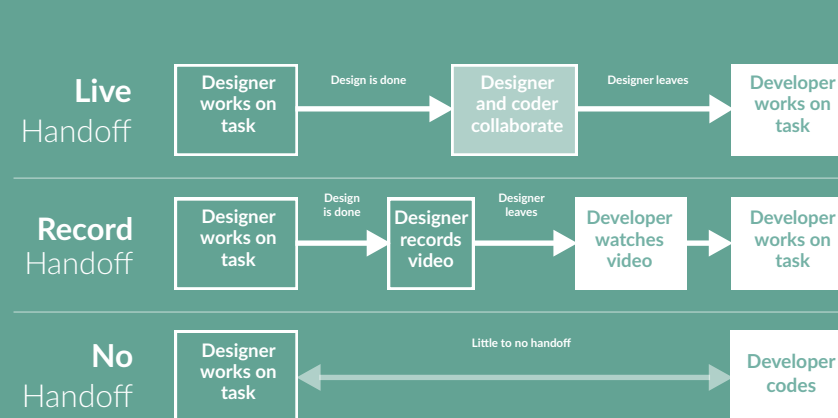 Live
Handoff
Designer
works on
task
Design is done
Designer
and coder
collaborate
Designer leaves
Developer
works on
task
Record
Handoff
Designer
works on
task
Design
is done
Designer
records
video
Designer
leaves
Developer
watches
video
Developer
works on
task
No
Handoff
Designer
works on
task
Little to no handoff
Developer
codes